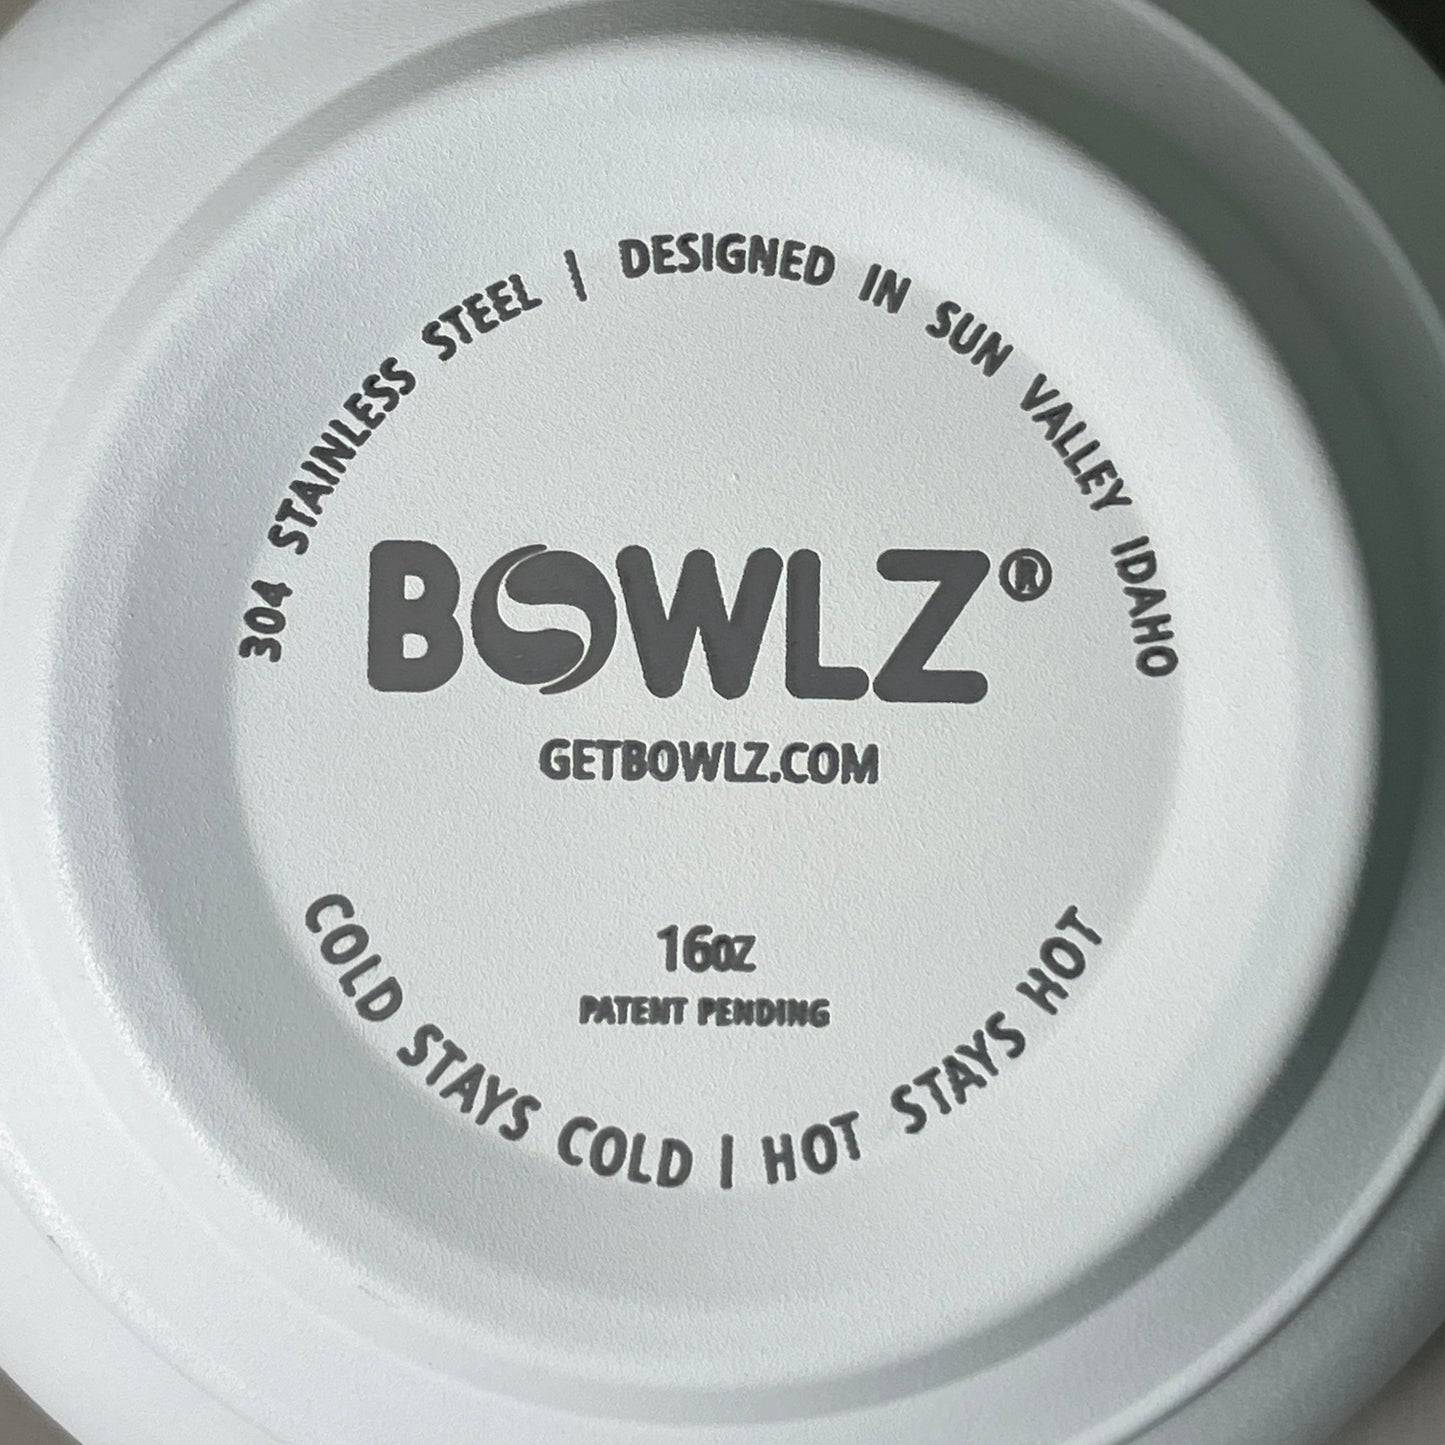 304 STAINLESS STEEL | DESIGNED IN SUN VALLEY IDAHO
BOWLZ®
GETBOWLZ.COM
16oz
PATENT PENDING
COLD STAYS COLD | HOT STAYS HOT